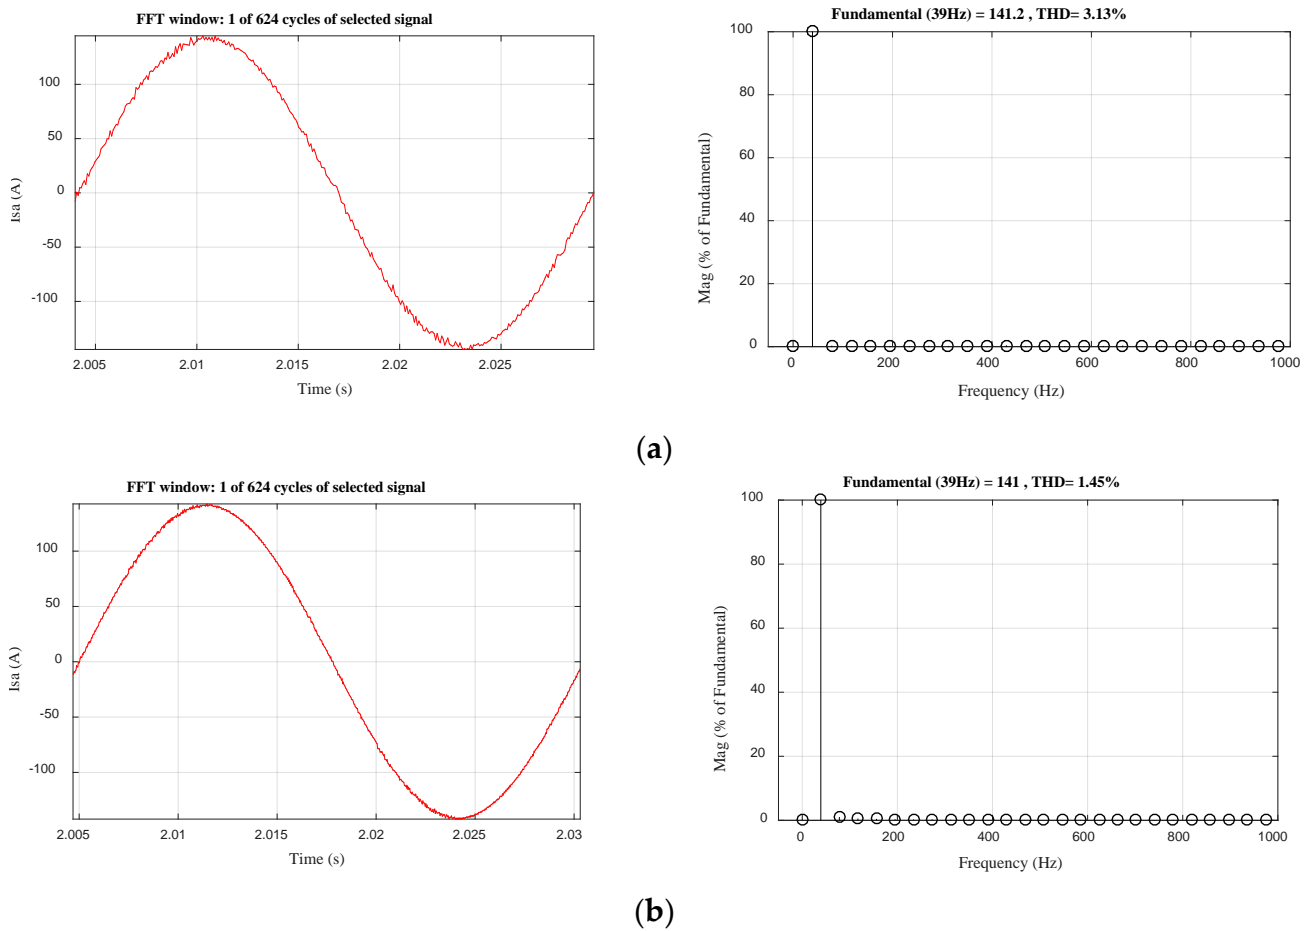 FFT window: 1 of 624 cycles of selected signal
100
50
0
-50
-100
Isa (A)
2.005 2.01 2.015 2.02 2.025
Time (s)
Fundamental (39Hz) = 141.2 , THD= 3.13%
100
80
60
40
20
0
Mag (% of Fundamental)
0 200 400 600 800 1000
Frequency (Hz)
(a)
FFT window: 1 of 624 cycles of selected signal
100
50
0
-50
-100
Isa (A)
2.005 2.01 2.015 2.02 2.025 2.03
Time (s)
Fundamental (39Hz) = 141 , THD= 1.45%
100
80
60
40
20
0
Mag (% of Fundamental)
0 200 400 600 800 1000
Frequency (Hz)
(b)